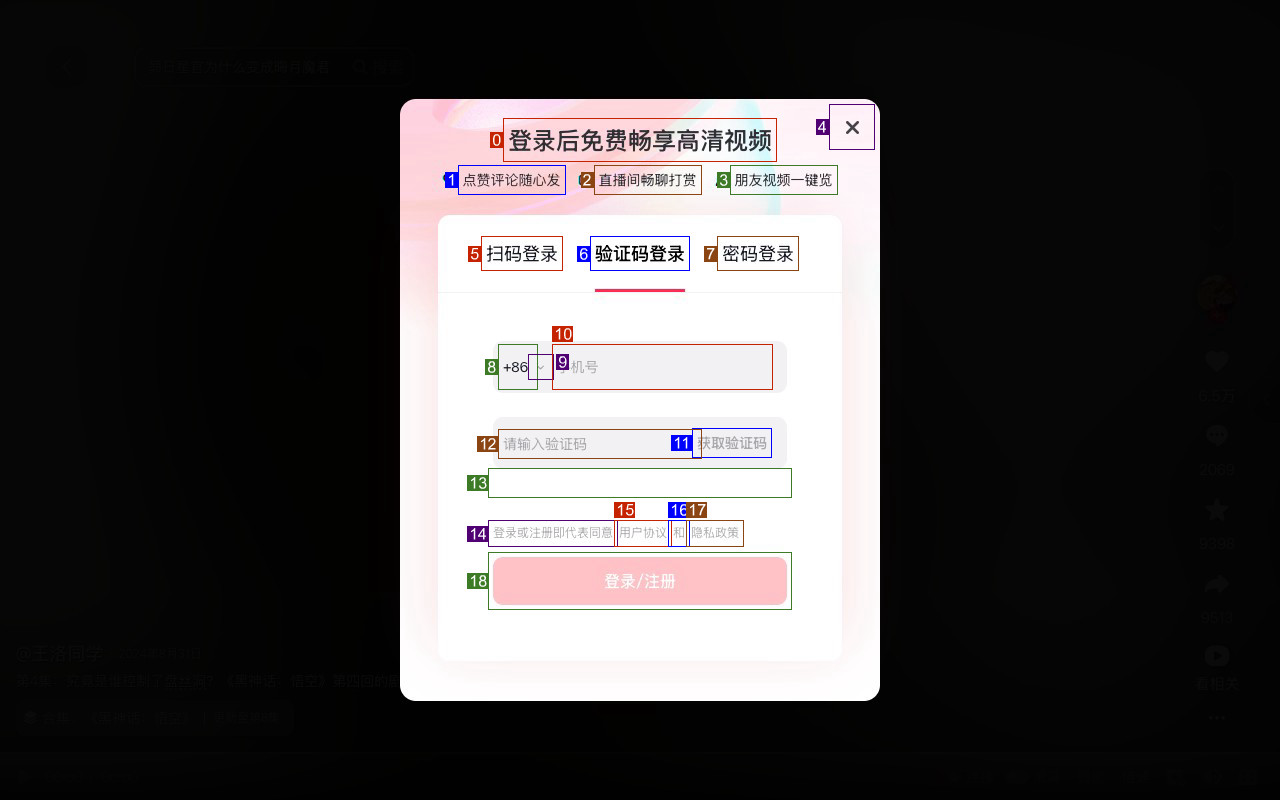 登录后免费畅享高清视频
点赞评论随心发 直播间畅聊打赏 朋友视频一键览
扫码登录 验证码登录 密码登录
+86 手机号
请输入验证码 获取验证码
登录或注册即代表同意 用户协议 和 隐私政策
登录/注册
0
1
2
3
4
5
6
7
8
9
10
11
12
13
14
15
16
17
18